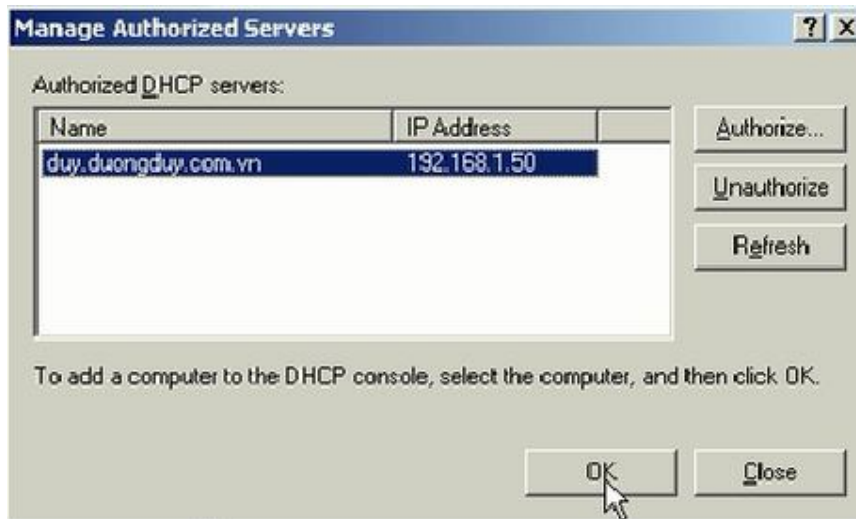 Manage Authorized Servers
Authorized DHCP servers:
Name IP Address
duy.duongduy.com.vn 192.168.1.50
Authorize...
Unauthorize
Refresh
To add a computer to the DHCP console, select the computer, and then click OK.
OK Close